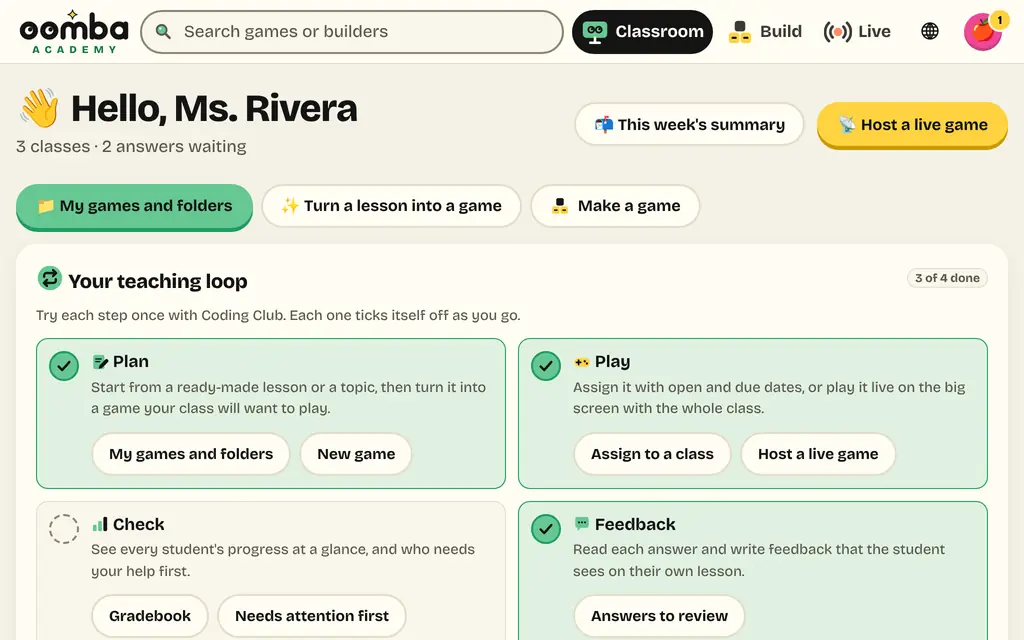 oomba
ACADEMY
Search games or builders
Classroom
Build
Live
1
👋 Hello, Ms. Rivera
3 classes · 2 answers waiting
This week's summary
Host a live game
My games and folders
Turn a lesson into a game
Make a game
Your teaching loop
3 of 4 done
Try each step once with Coding Club. Each one ticks itself off as you go.
Plan
Start from a ready-made lesson or a topic, then turn it into
a game your class will want to play.
My games and folders
New game
Play
Assign it with open and due dates, or play it live on the big
screen with the whole class.
Assign to a class
Host a live game
Check
See every student's progress at a glance, and who needs
your help first.
Gradebook
Needs attention first
Feedback
Read each answer and write feedback that the student
sees on their own lesson.
Answers to review